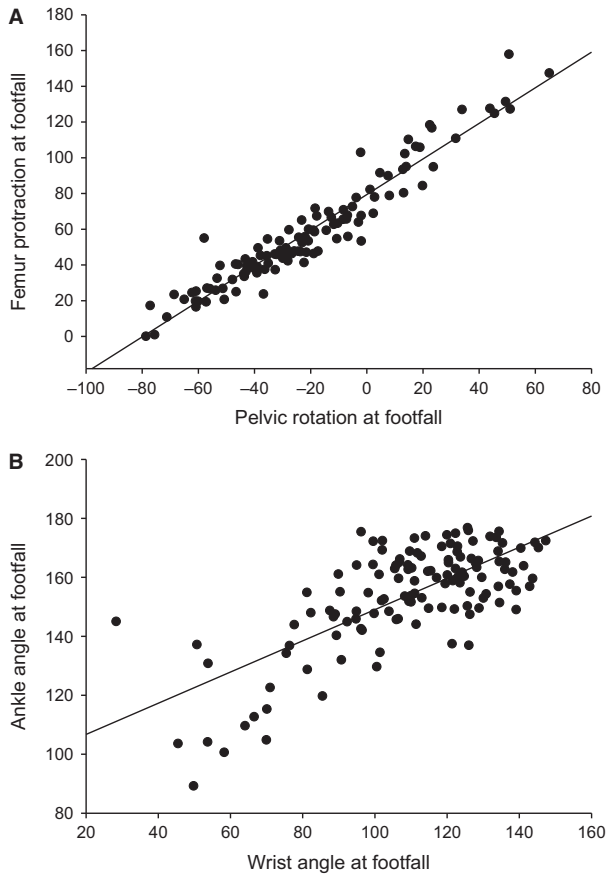 A
180
160
140
120
100
80
60
40
20
0
–100 –80 –60 –40 –20 0 20 40 60 80
Femur protraction at footfall
Pelvic rotation at footfall
B
200
180
160
140
120
100
80
20 40 60 80 100 120 140 160
Ankle angle at footfall
Wrist angle at footfall